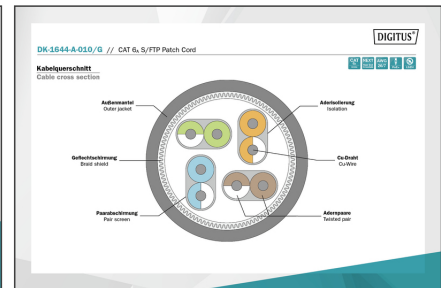 DIGITUS®
DK-1644-A-010/G // CAT 6A S/FTP Patch Cord
Kabelquerschnitt
Cable cross section
Außenmantel
Outer jacket
Aderisolierung
Isolation
Geflechtschirmung
Braid shield
Cu-Draht
Cu-Wire
Paarabschirmung
Pair screen
Adernpaare
Twisted pair